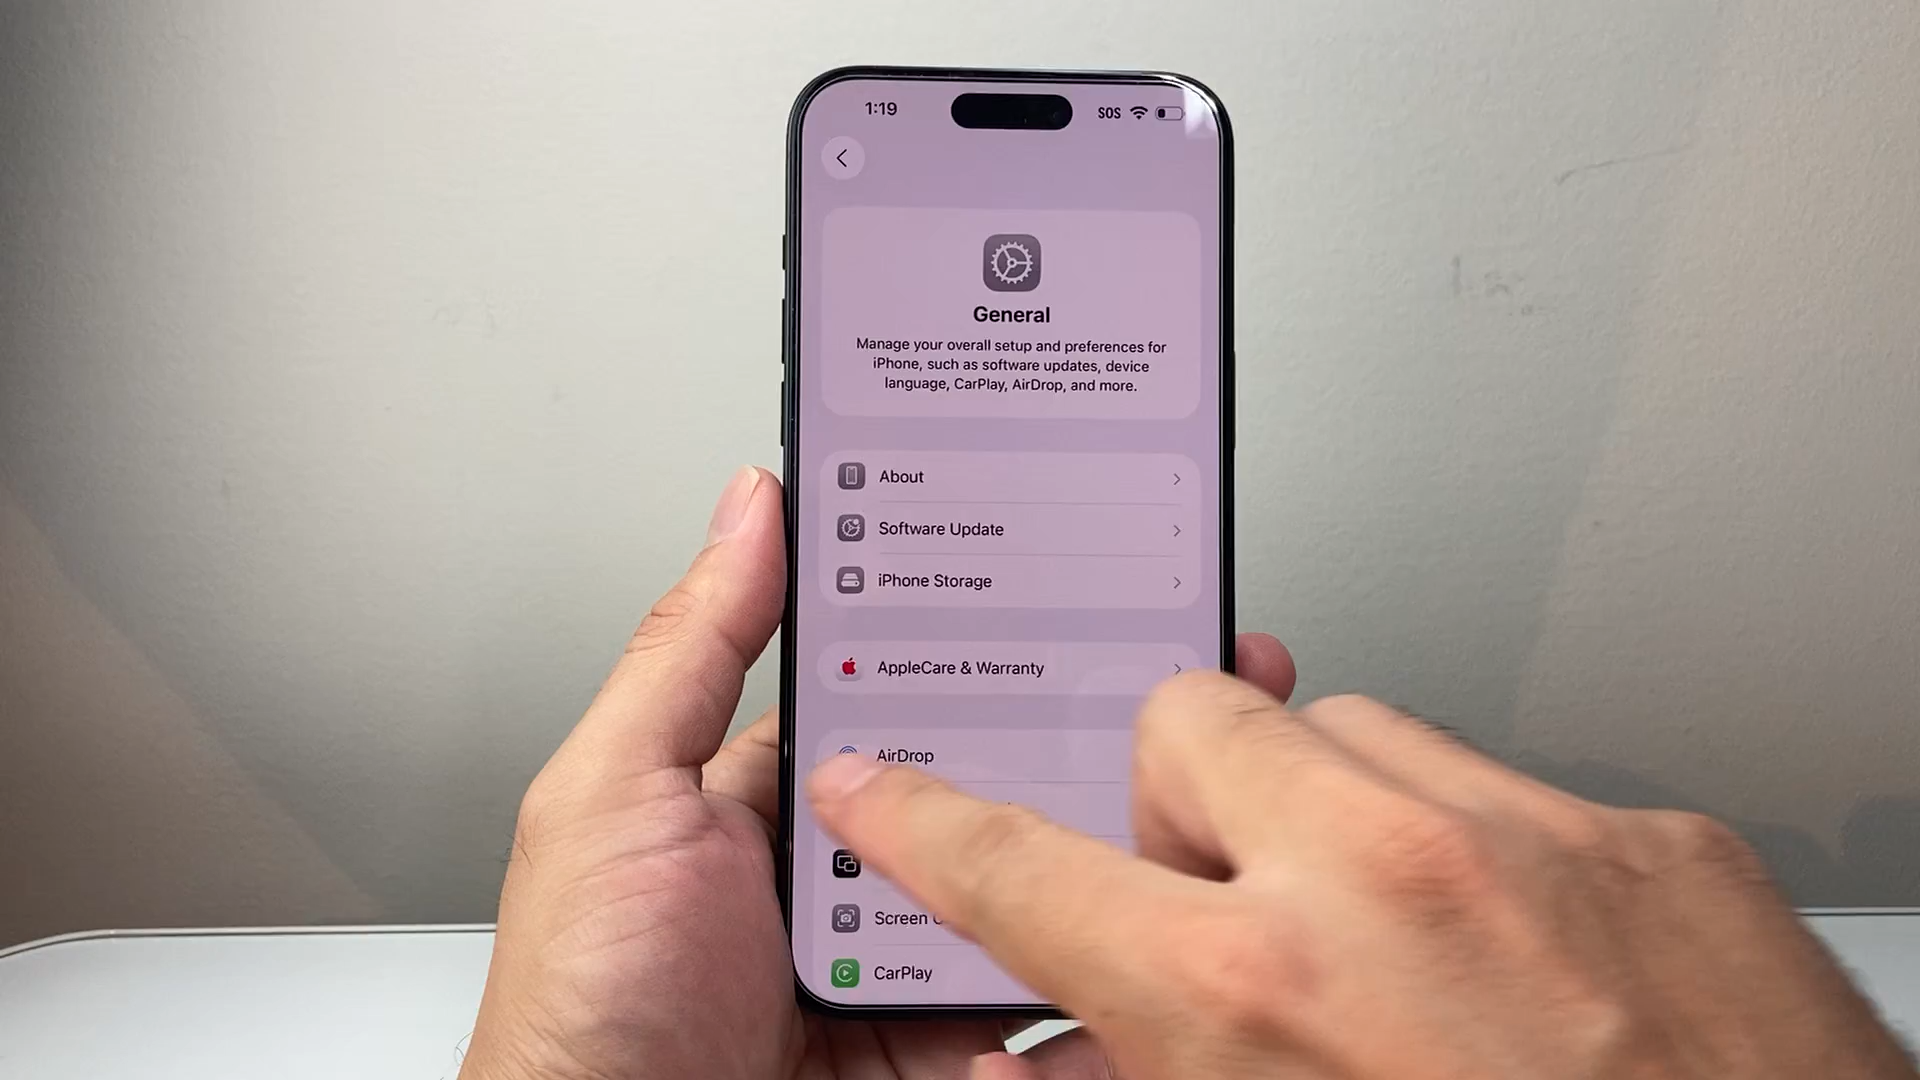 1:19
SOS
General
Manage your overall setup and preferences for
iPhone, such as software updates, device
language, CarPlay, AirDrop, and more.
About
Software Update
iPhone Storage
AppleCare & Warranty
AirDrop
Screen
CarPlay